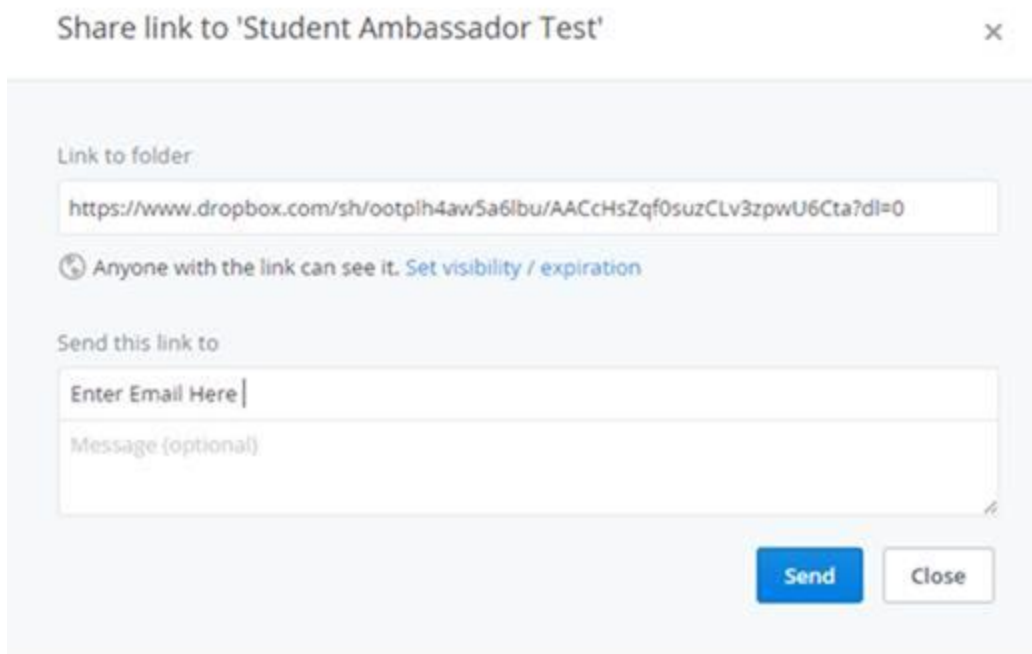 Share link to 'Student Ambassador Test'
Link to folder
https://www.dropbox.com/sh/ootplh4aw5a6lbu/AACcHsZqf0suzCLv3zpwU6Cta?dl=0
Anyone with the link can see it. Set visibility / expiration
Send this link to
Enter Email Here
Message (optional)
Send Close